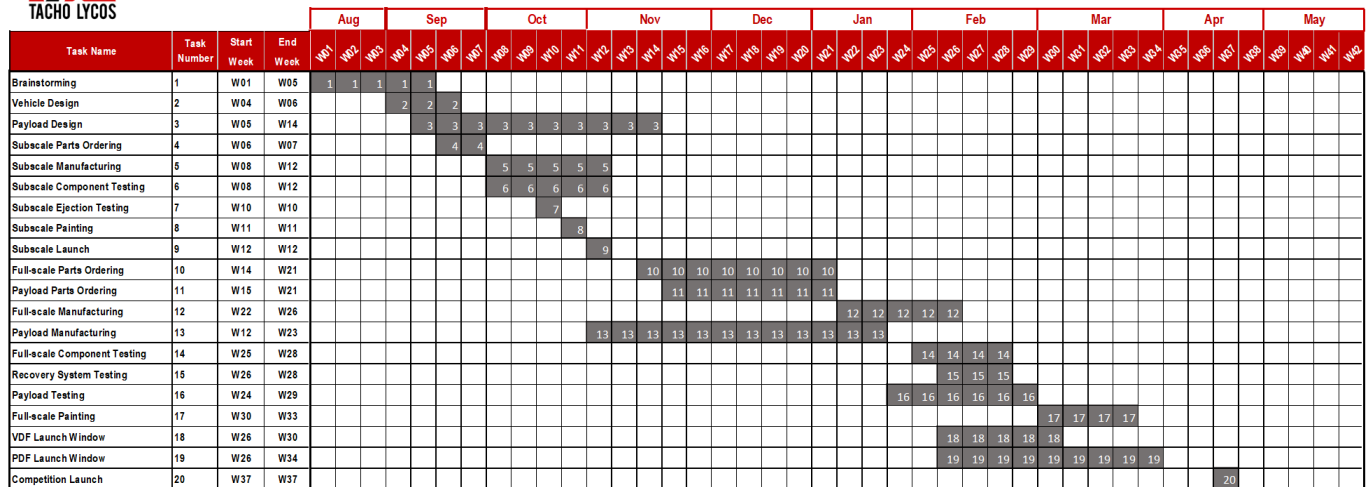 TACHO LYCOS
Aug Sep Oct Nov Dec Jan Feb Mar Apr May
Task Name Task Number Start Week End Week W01 W02 W03 W04 W05 W06 W07 W08 W09 W10 W11 W12 W13 W14 W15 W16 W17 W18 W19 W20 W21 W22 W23 W24 W25 W26 W27 W28 W29 W30 W31 W32 W33 W34 W35 W36 W37 W38 W39 W40 W41 W42
Brainstorming 1 W01 W05 1 1 1 1 1
Vehicle Design 2 W04 W06 2 2 2
Payload Design 3 W05 W14 3 3 3 3 3 3 3 3 3 3
Subscale Parts Ordering 4 W06 W07 4 4
Subscale Manufacturing 5 W08 W12 5 5 5 5 5
Subscale Component Testing 6 W08 W12 6 6 6 6 6
Subscale Ejection Testing 7 W10 W10 7
Subscale Painting 8 W11 W11 8
Subscale Launch 9 W12 W12 9
Full-scale Parts Ordering 10 W14 W21 10 10 10 10 10 10 10 10
Payload Parts Ordering 11 W15 W21 11 11 11 11 11 11 11
Full-scale Manufacturing 12 W22 W26 12 12 12 12 12
Payload Manufacturing 13 W12 W23 13 13 13 13 13 13 13 13 13 13 13 13
Full-scale Component Testing 14 W25 W28 14 14 14 14
Recovery System Testing 15 W26 W28 15 15 15
Payload Testing 16 W24 W29 16 16 16 16 16 16
Full-scale Painting 17 W30 W33 17 17 17 17
VDF Launch Window 18 W26 W30 18 18 18 18 18
PDF Launch Window 19 W26 W34 19 19 19 19 19 19 19 19 19
Competition Launch 20 W37 W37 20